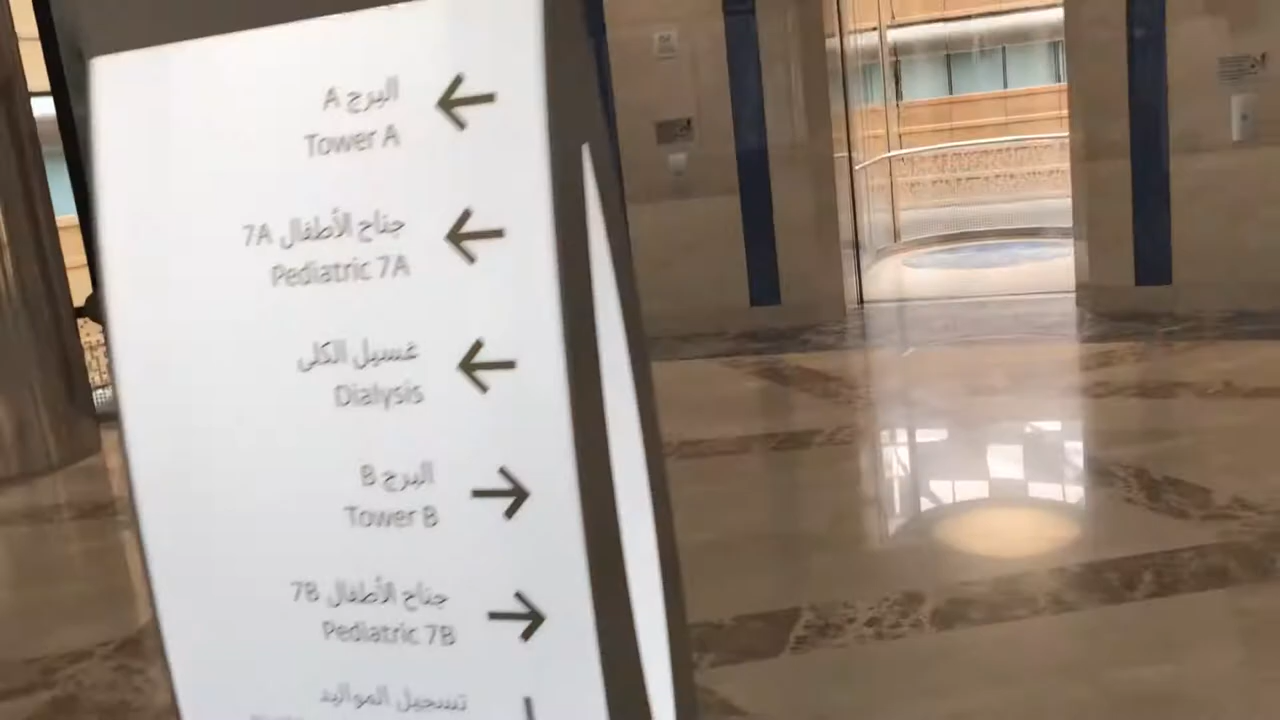 البرج A
Tower A
جناح الأطفال 7A
Pediatric 7A
غسيل الكلى
Dialysis
البرج B
Tower B
جناح الأطفال 7B
Pediatric 7B
تسجيل المواليد